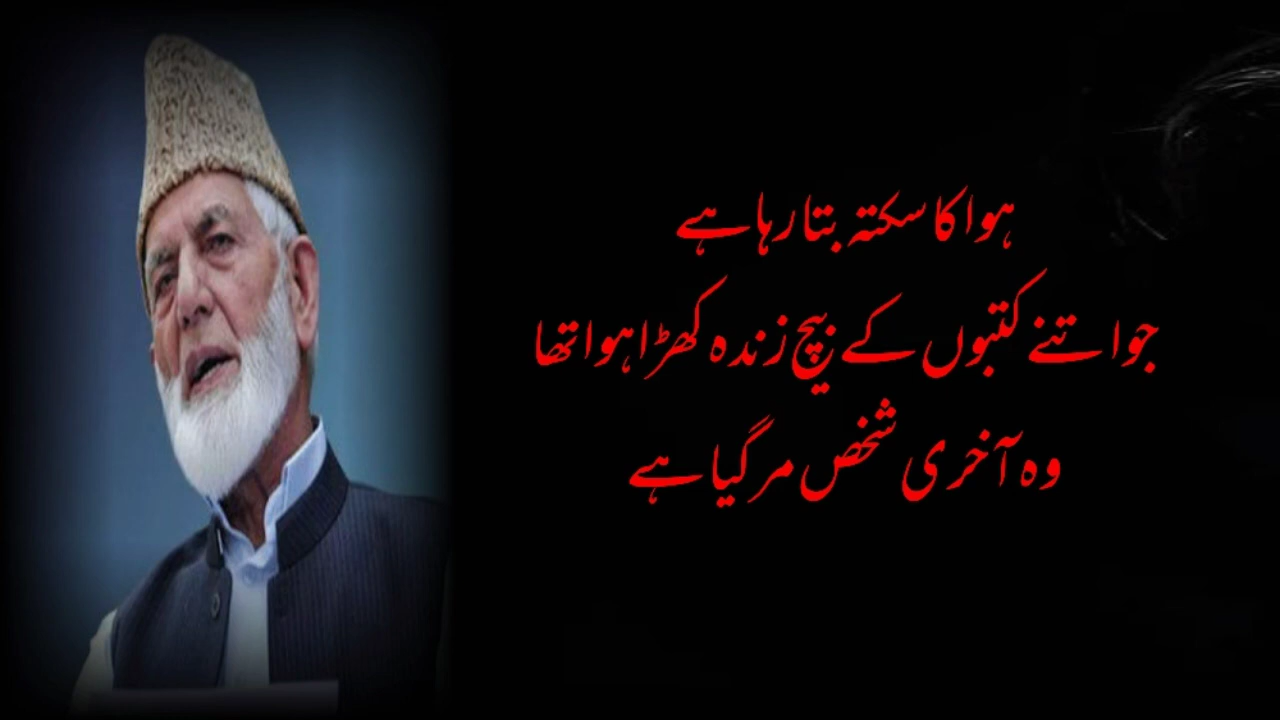 ہوا کا سکتہ بتا رہا ہے
جو اتنے کتبوں کے بیچ زندہ کھڑا ہوا تھا
وہ آخری شخص مر گیا ہے